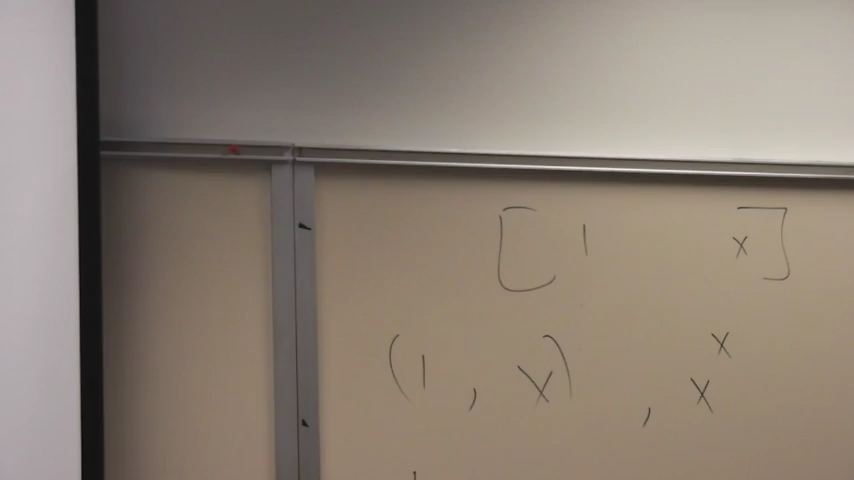 [ 1 x ]
(1 , x) , x^x